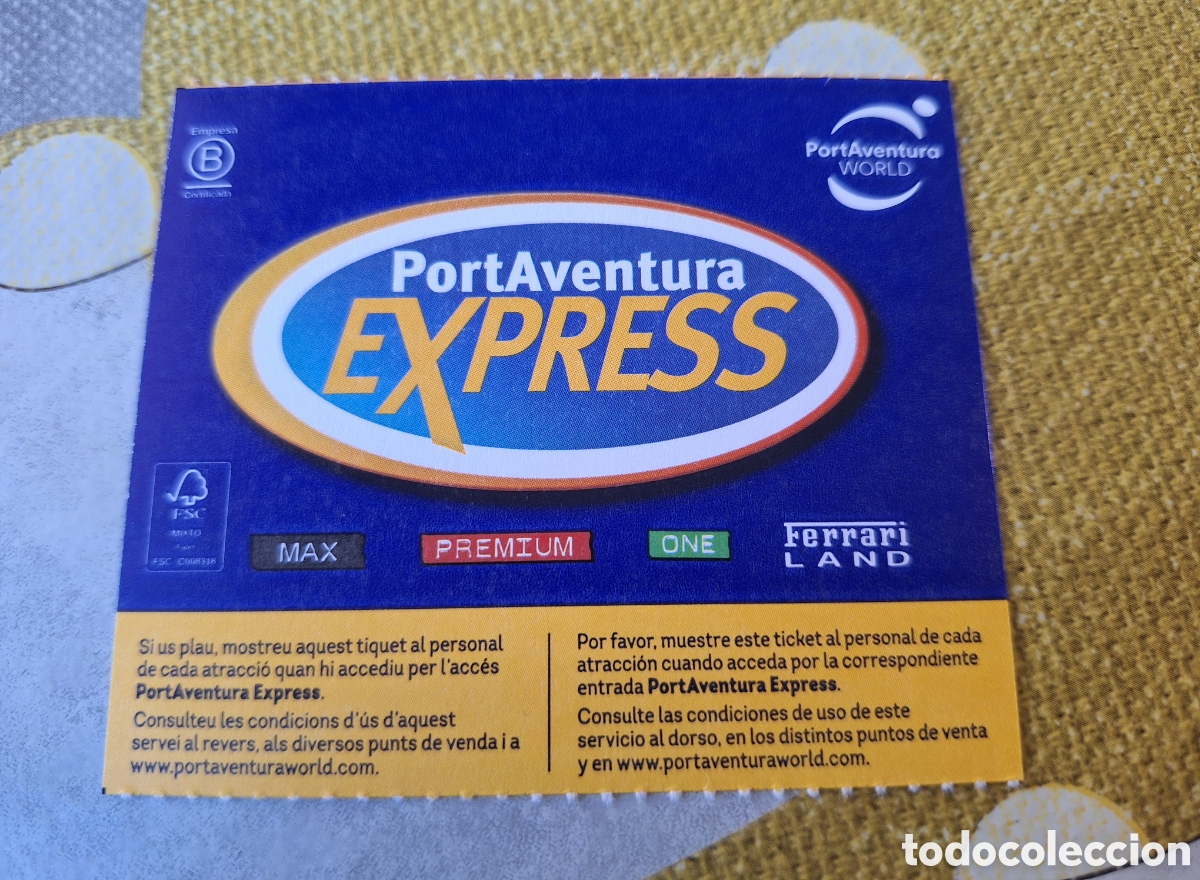 Empresa
B
Certificada
PortAventura
WORLD
PortAventura
EXPRESS
FSC
MIXTO
MAX
PREMIUM
ONE
Ferrari
LAND
Si us plau, mostreu aquest tiquet al personal
de cada atracció quan hi accediu per l'accés
PortAventura Express.
Consulteu les condicions d'ús d'aquest
servei al revers, als diversos punts de venda i a
www.portaventuraworld.com.
Por favor, muestre este ticket al personal de cada
atracción cuando acceda por la correspondiente
entrada PortAventura Express.
Consulte las condiciones de uso de este
servicio al dorso, en los distintos puntos de venta
y en www.portaventuraworld.com.
todocoleccion